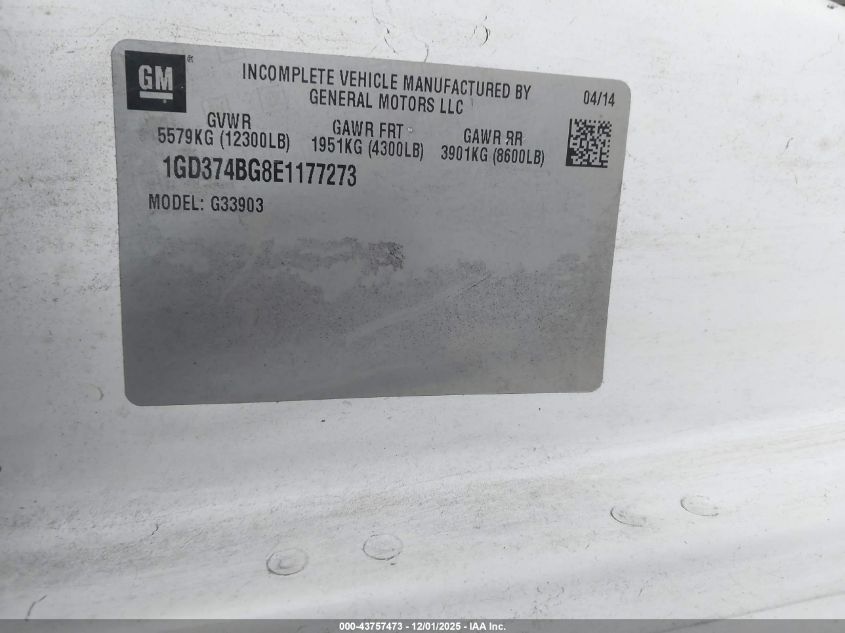 GM ®
INCOMPLETE VEHICLE MANUFACTURED BY
GENERAL MOTORS LLC
04/14
GVWR
5579KG (12300LB)
GAWR FRT
1951KG (4300LB)
GAWR RR
3901KG (8600LB)
1GD374BG8E1177273
MODEL: G33903
000-43757473 - 12/01/2025 - IAA Inc.